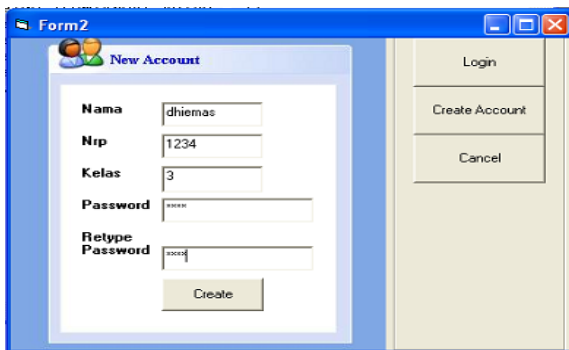 Form2
New Account
Nama dhiemas
Nrp 1234
Kelas 3
Password ****
Retype
Password ****
Create
Login
Create Account
Cancel